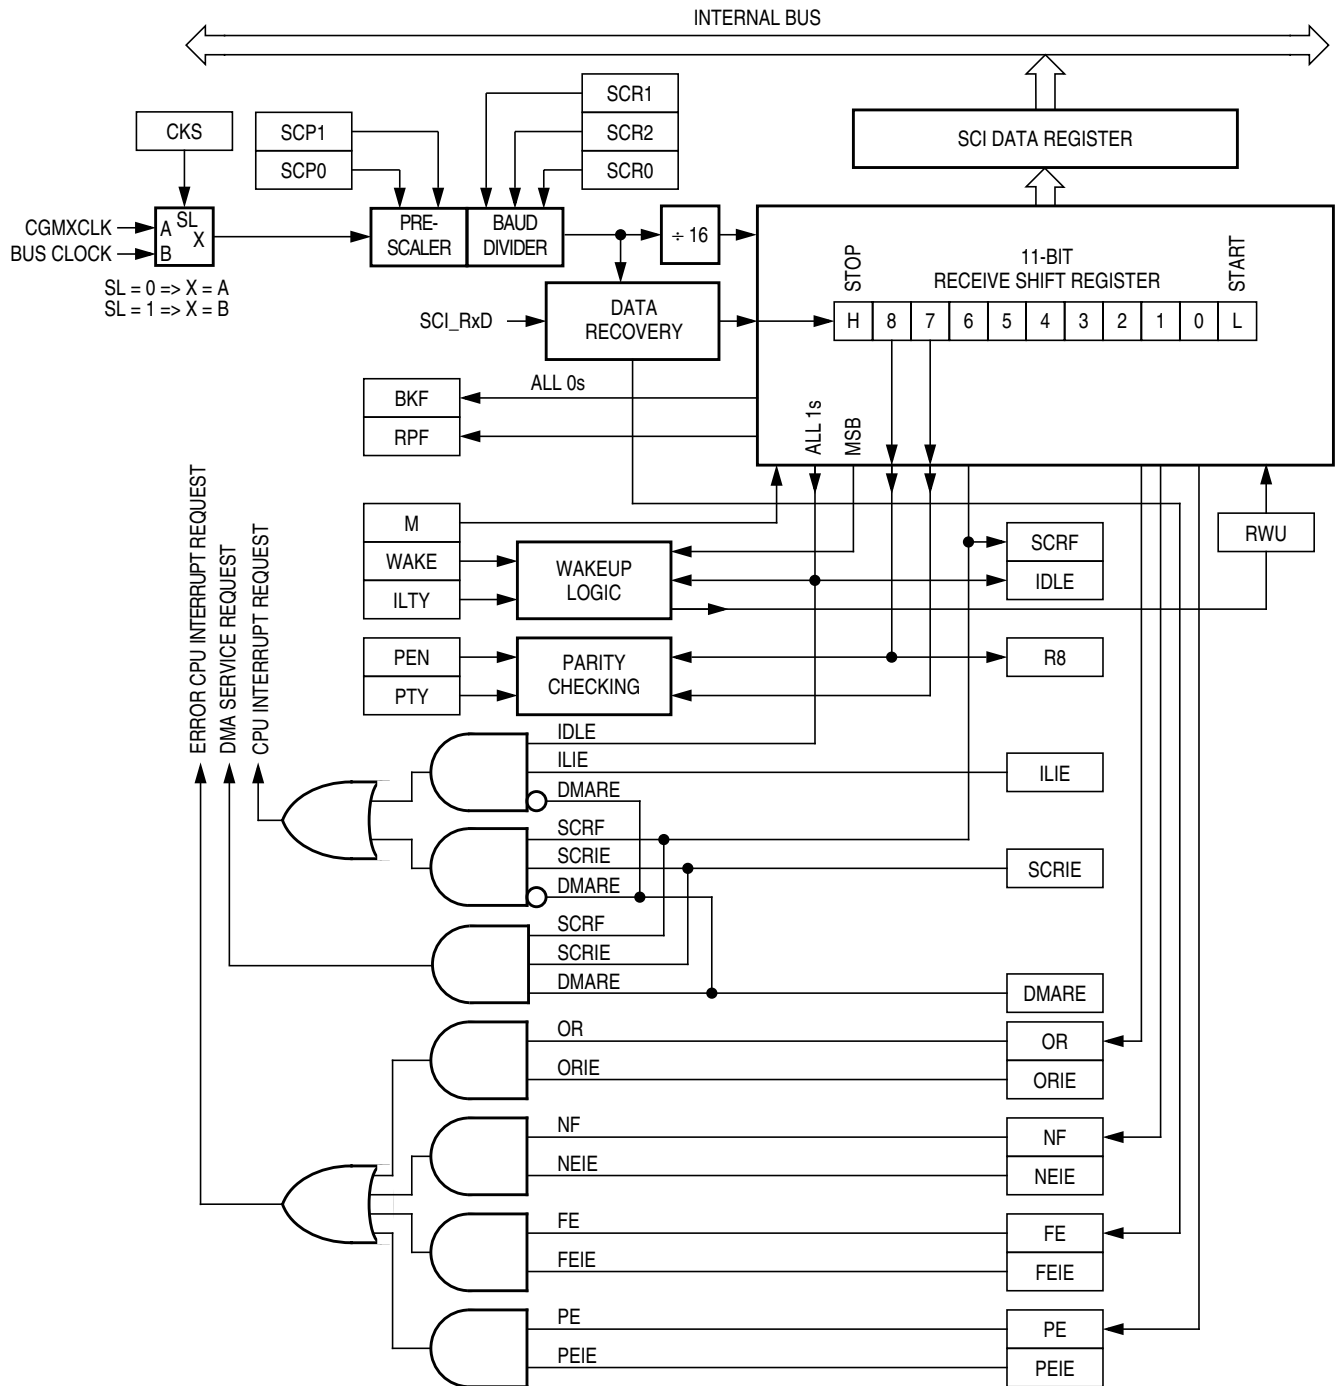 INTERNAL BUS
SCR1
SCR2
SCR0
CKS
SCP1
SCP0
SCI DATA REGISTER
CGMXCLK
BUS CLOCK
A
B
SL
X
SL = 0 => X = A
SL = 1 => X = B
PRE-
SCALER
BAUD
DIVIDER
÷ 16
STOP
11-BIT
RECEIVE SHIFT REGISTER
START
H 8 7 6 5 4 3 2 1 0 L
SCI_RxD
DATA
RECOVERY
ALL 0s
BKF
RPF
ALL 1s
MSB
ERROR CPU INTERRUPT REQUEST
DMA SERVICE REQUEST
CPU INTERRUPT REQUEST
M
WAKE
ILTY
WAKEUP
LOGIC
SCRF
IDLE
RWU
PEN
PTY
PARITY
CHECKING
R8
IDLE
ILIE
DMARE
ILIE
SCRF
SCRIE
DMARE
SCRIE
SCRF
SCRIE
DMARE
DMARE
OR
ORIE
OR
ORIE
NF
NEIE
NF
NEIE
FE
FEIE
FE
FEIE
PE
PEIE
PE
PEIE